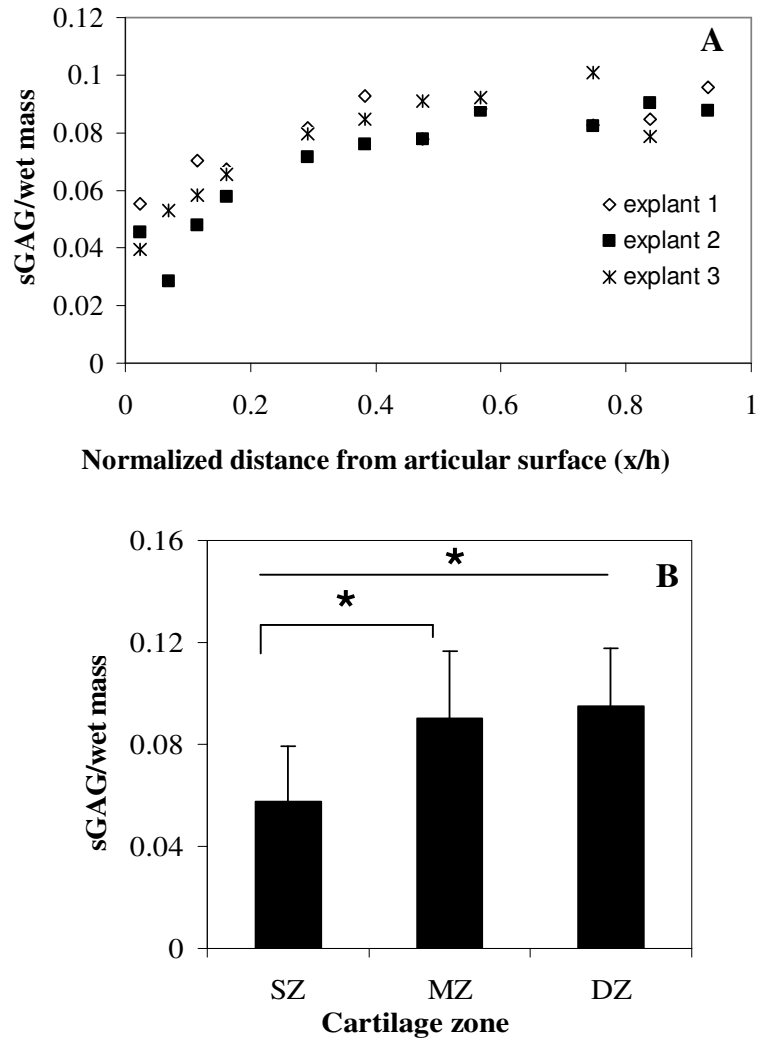 A
sGAG/wet mass
0.12
0.1
0.08
0.06
0.04
0.02
0
explant 1
explant 2
explant 3
0 0.2 0.4 0.6 0.8 1
Normalized distance from articular surface (x/h)
B
sGAG/wet mass
0.16
0.12
0.08
0.04
0
*
*
SZ MZ DZ
Cartilage zone